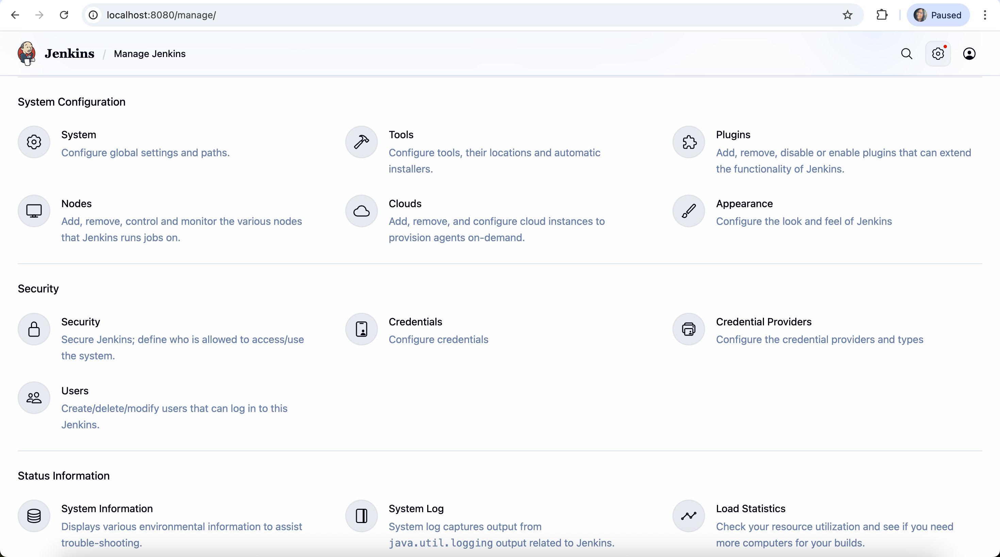 localhost:8080/manage/
Paused
Jenkins / Manage Jenkins
System Configuration
System
Configure global settings and paths.
Tools
Configure tools, their locations and automatic
installers.
Plugins
Add, remove, disable or enable plugins that can extend
the functionality of Jenkins.
Nodes
Add, remove, control and monitor the various nodes
that Jenkins runs jobs on.
Clouds
Add, remove, and configure cloud instances to
provision agents on-demand.
Appearance
Configure the look and feel of Jenkins
Security
Security
Secure Jenkins; define who is allowed to access/use
the system.
Credentials
Configure credentials
Credential Providers
Configure the credential providers and types
Users
Create/delete/modify users that can log in to this
Jenkins.
Status Information
System Information
Displays various environmental information to assist
trouble-shooting.
System Log
System log captures output from
java.util.logging output related to Jenkins.
Load Statistics
Check your resource utilization and see if you need
more computers for your builds.